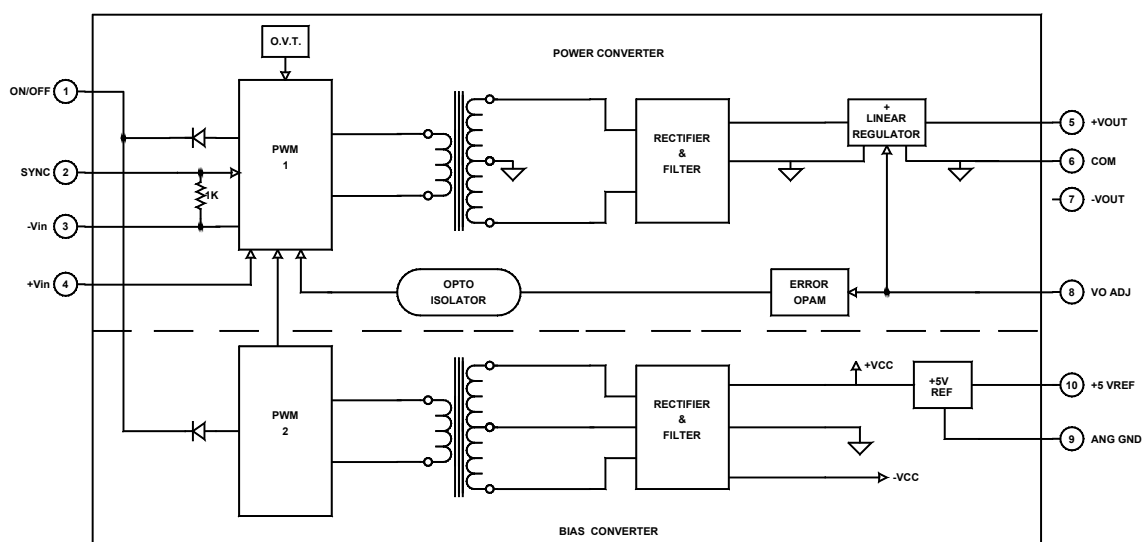 O.V.T.
POWER CONVERTER
ON/OFF
1
PWM
1
RECTIFIER
&
FILTER
+
LINEAR
REGULATOR
5
+VOUT
SYNC
2
1K
6
COM
-Vin
3
7
-VOUT
+Vin
4
OPTO
ISOLATOR
ERROR
OPAM
8
VO ADJ
PWM
2
RECTIFIER
&
FILTER
+VCC
+5V
REF
10
+5 VREF
9
ANG GND
-VCC
BIAS CONVERTER